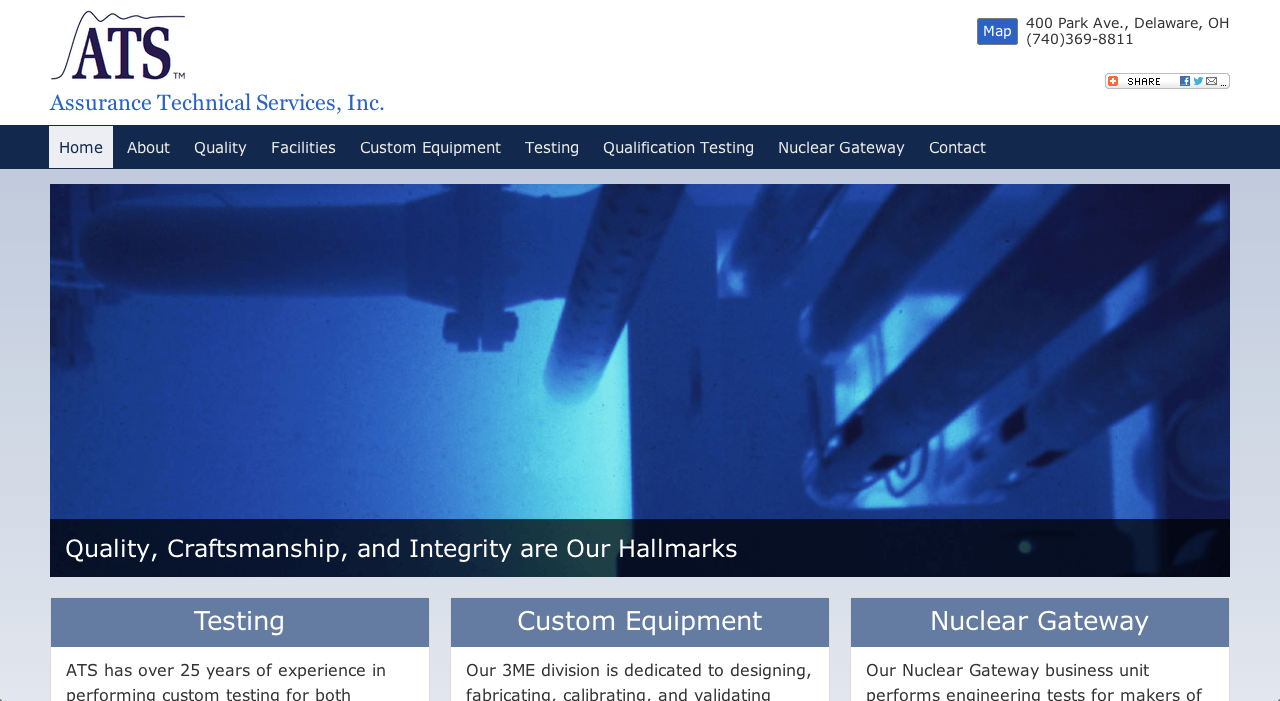 ATS™
Assurance Technical Services, Inc.
Map
400 Park Ave., Delaware, OH
(740)369-8811
SHARE
...
Home
About
Quality
Facilities
Custom Equipment
Testing
Qualification Testing
Nuclear Gateway
Contact
Quality, Craftsmanship, and Integrity are Our Hallmarks
Testing
ATS has over 25 years of experience in
performing custom testing for both
Custom Equipment
Our 3ME division is dedicated to designing,
fabricating, calibrating, and validating
Nuclear Gateway
Our Nuclear Gateway business unit
performs engineering tests for makers of